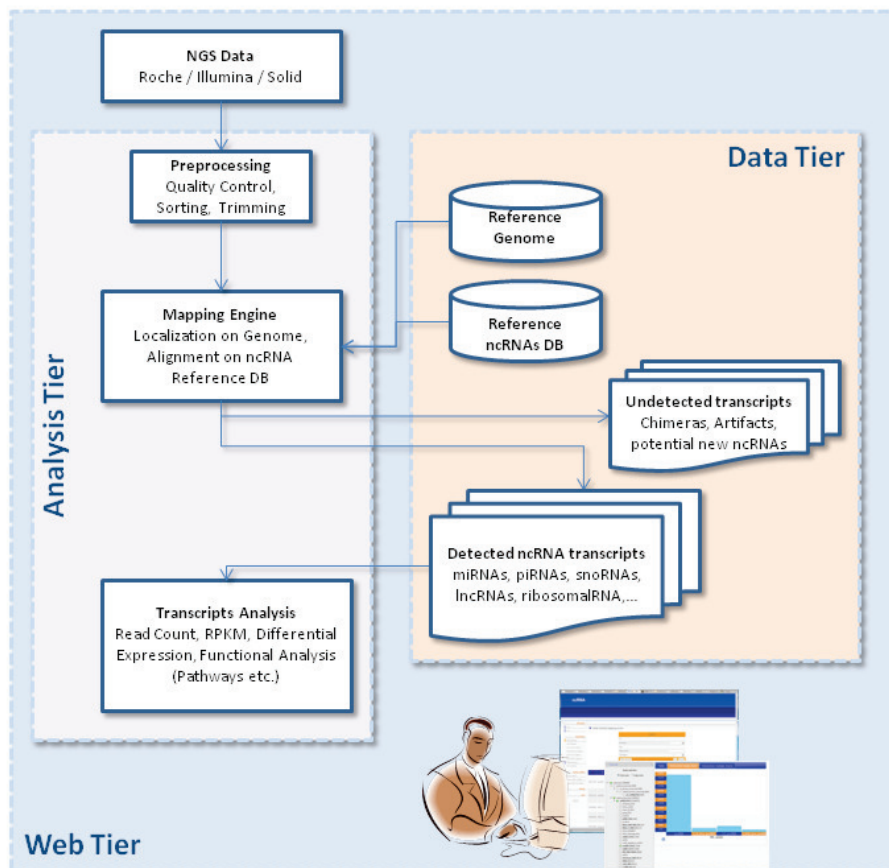 NGS Data
Roche / Illumina / Solid
Preprocessing
Quality Control,
Sorting, Trimming
Data Tier
Reference
Genome
Mapping Engine
Localization on Genome,
Alignment on ncRNA
Reference DB
Reference
ncRNAs DB
Undetected transcripts
Chimeras, Artifacts,
potential new ncRNAs
Analysis Tier
Detected ncRNA transcripts
miRNAs, piRNAs, snoRNAs,
lncRNAs, ribosomalRNA,...
Transcripts Analysis
Read Count, RPKM, Differential
Expression, Functional Analysis
(Pathways etc.)
Web Tier